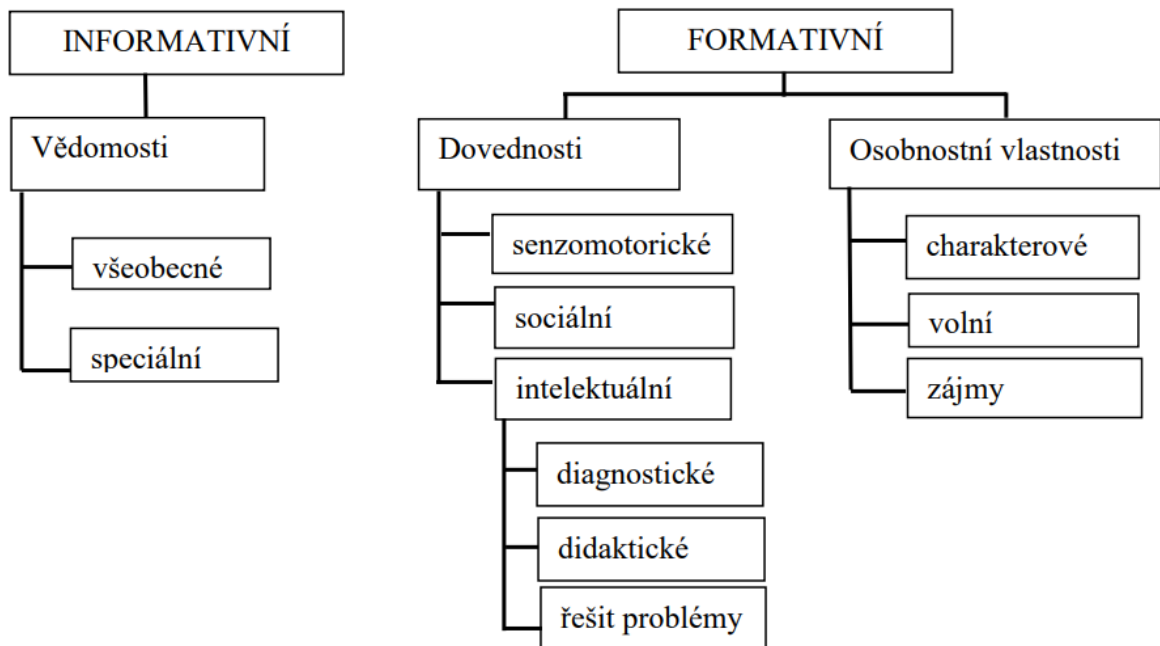 INFORMATIVNÍ
Vědomosti
všeobecné
speciální
FORMATIVNÍ
Dovednosti
senzomotorické
sociální
intelektuální
diagnostické
didaktické
řešit problémy
Osobnostní vlastnosti
charakterové
volní
zájmy